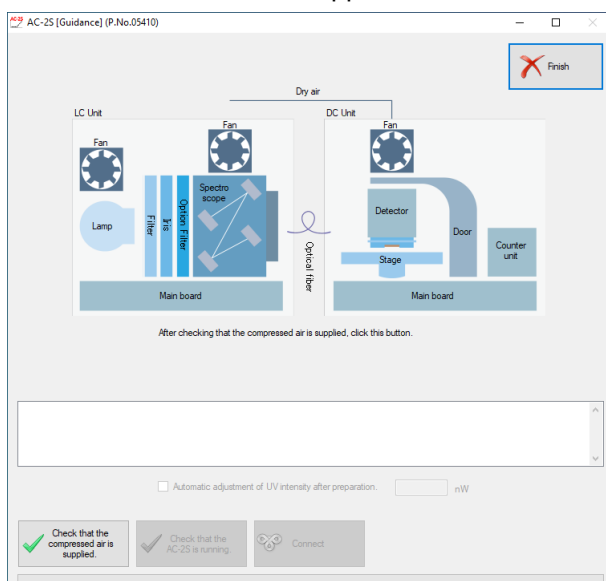 AC-2S [Guidance] (P.No.05410)
Finish
Dry air
LC Unit
DC Unit
Fan
Fan
Fan
Lamp
Filter
Iris
Option Filter
Spectro
scope
Optical fiber
Detector
Stage
Door
Counter
unit
Main board
Main board
After checking that the compressed air is supplied, click this button.
Automatic adjustment of UV intensity after preparation.
nW
Check that the
compressed air is
supplied.
Check that the
AC-2S is running.
Connect